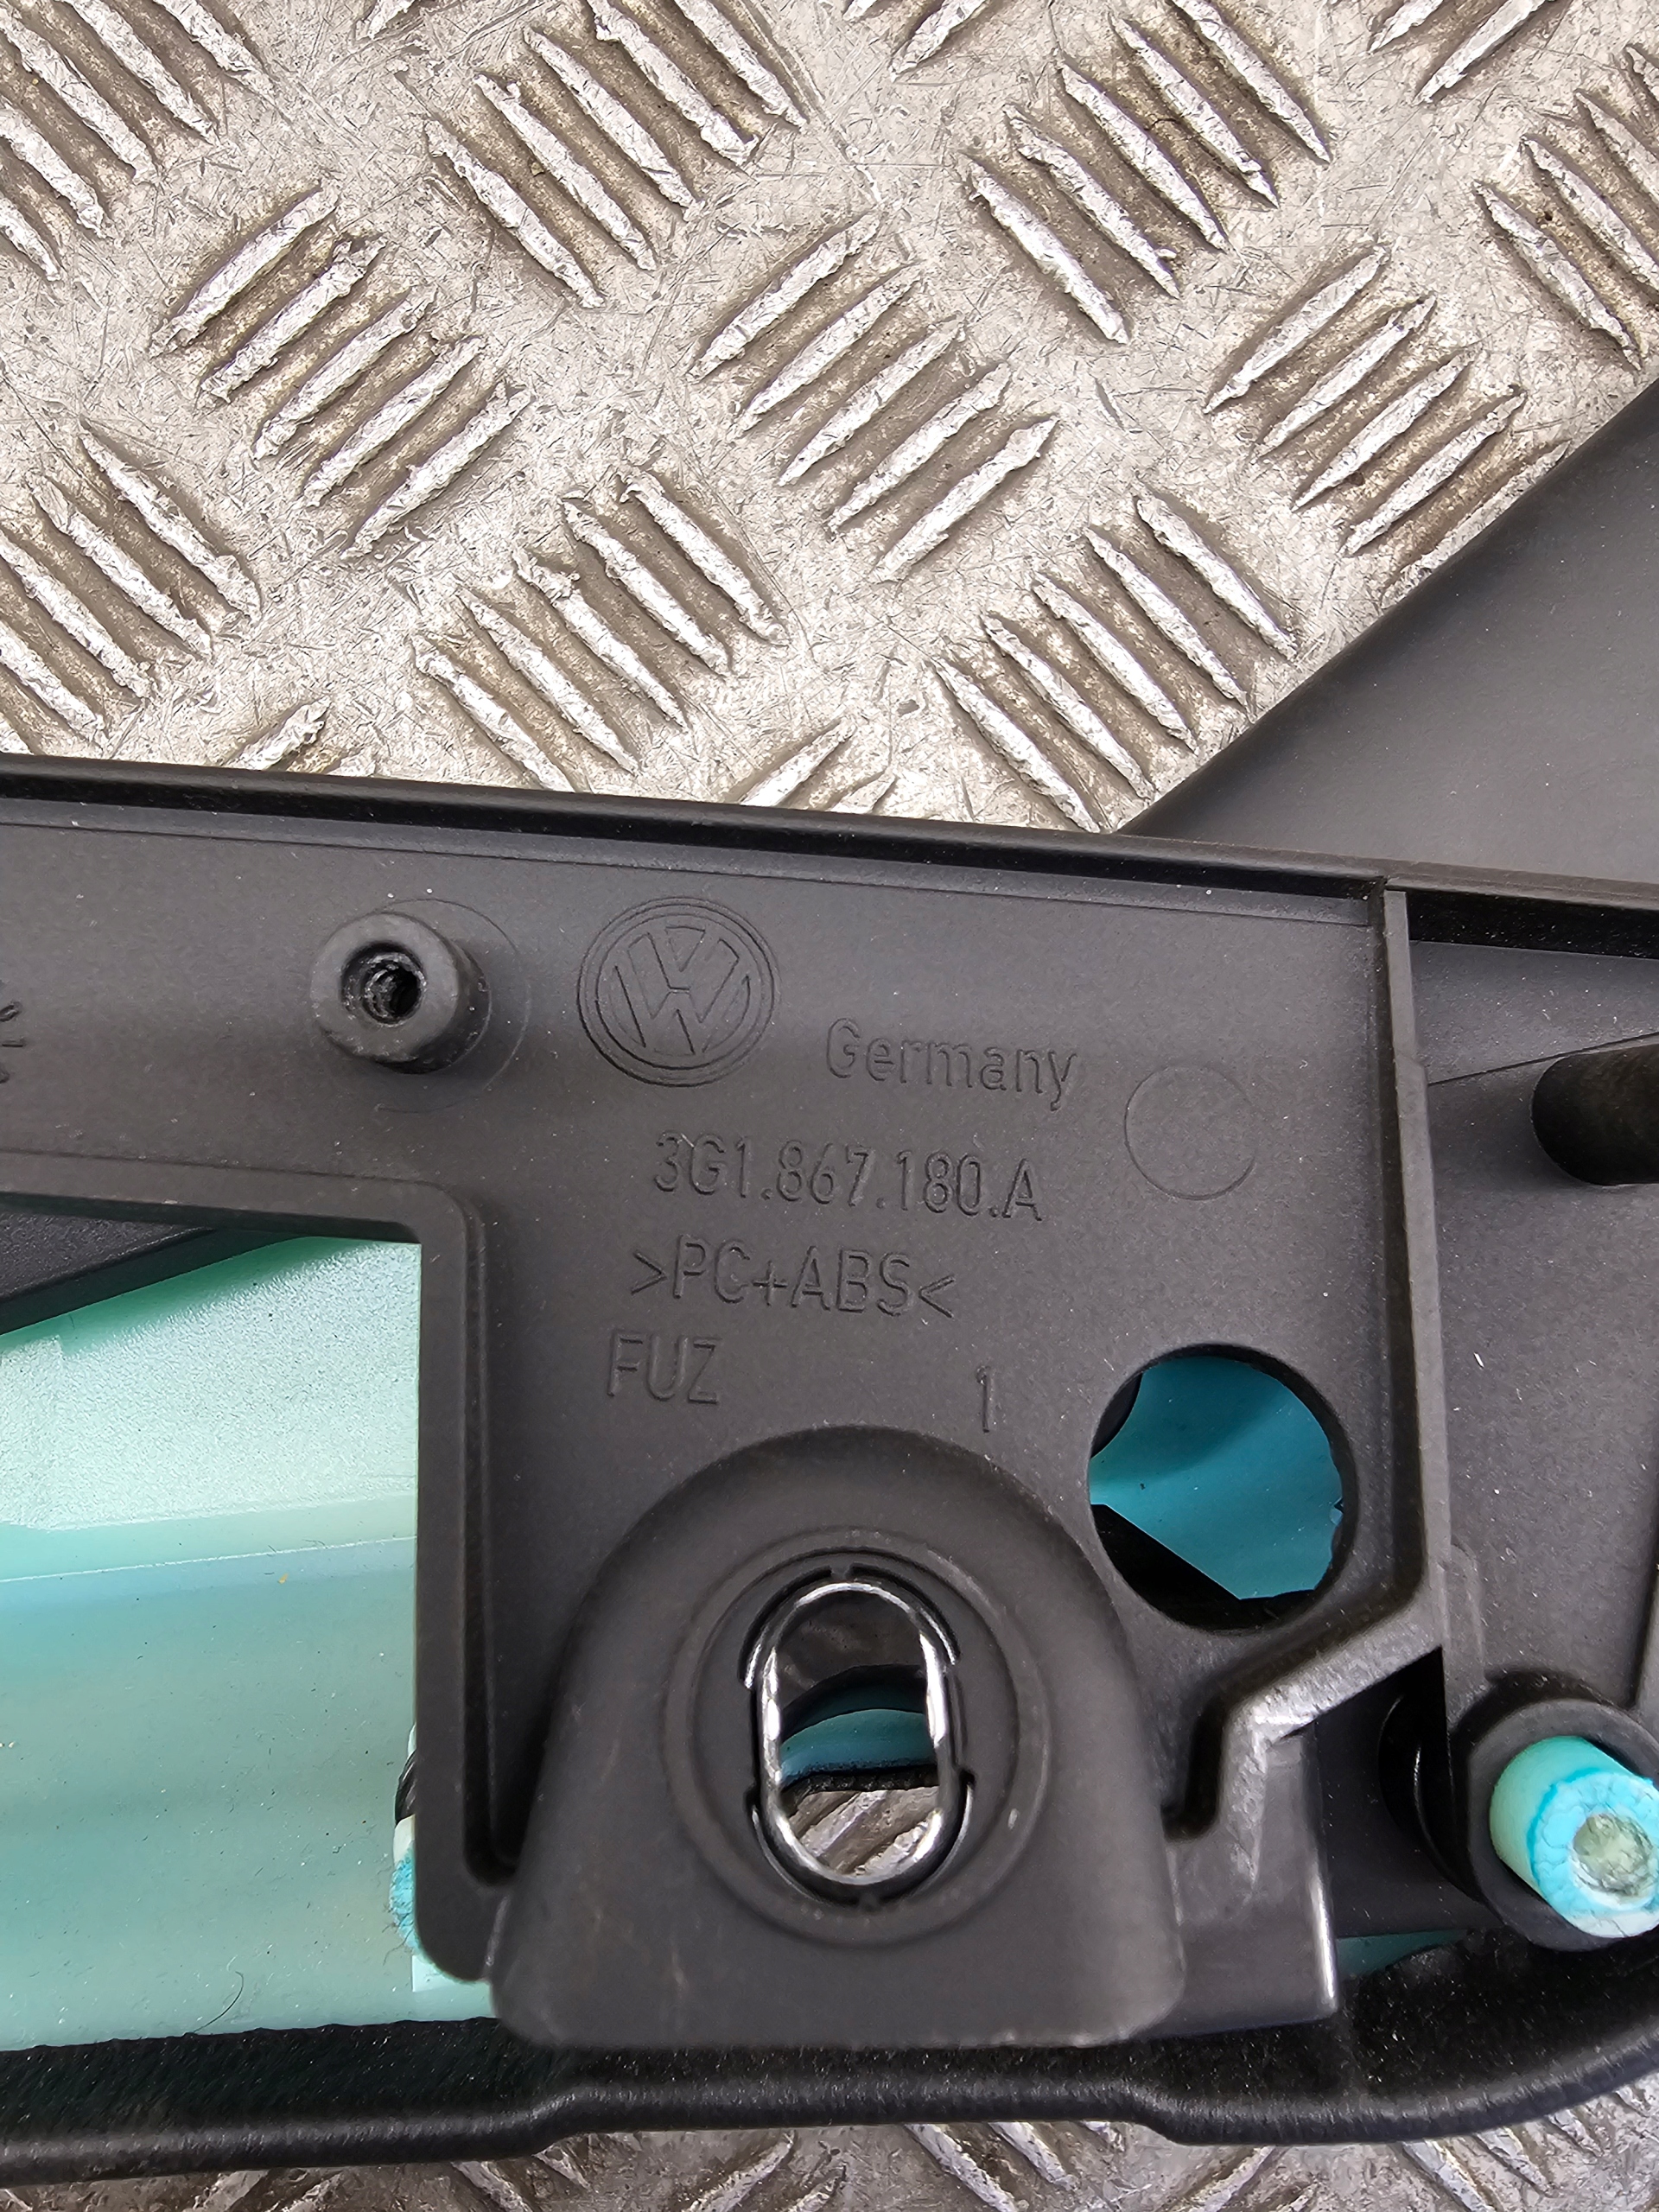 Germany
3G1.867.180.A
>PC+ABS<
FUZ 1